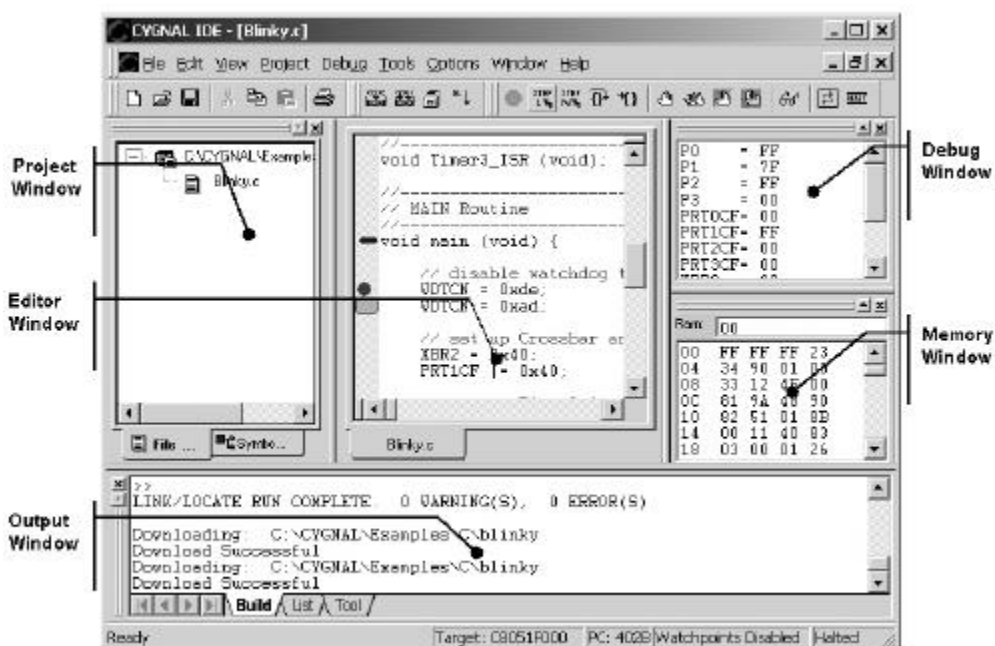 CYGNAL IDE - [Blinky.c]
File Edit View Project Debug Tools Options Window Help
Project
Window
Editor
Window
Output
Window
Debug
Window
Memory
Window
C:\CYGNAL\Examples
Blinky.c
File ...
Symbo...
//
void Timer3_ISR (void);
//
// MAIN Routine
//
void main (void) {
// disable watchdog t
WDTCN = 0xde;
WDTCN = 0xad;
// set up Crossbar an
XBR2 = 0x40;
PRT1CF |= 0x40;
Blinky.c
P0 = FF
P1 = 7F
P2 = FF
P3 = 00
PRT0CF= 00
PRT1CF= FF
PRT2CF= 00
PRT3CF= 00
Ram: 00
00 FF FF FF 23
04 34 90 01 00
08 33 12 4F 00
0C 81 9A 90
10 82 51 01 8B
14 00 11 40 83
18 03 00 01 26
>>
LINK/LOCATE RUN COMPLETE. 0 WARNING(S), 0 ERROR(S)
Downloading: C:\CYGNAL\Examples\C\blinky
Download Successful
Downloading: C:\CYGNAL\Examples\C\blinky
Download Successful
Build List Tool
Ready Target: C8051F000 PC: 402B Watchpoints Disabled Halted